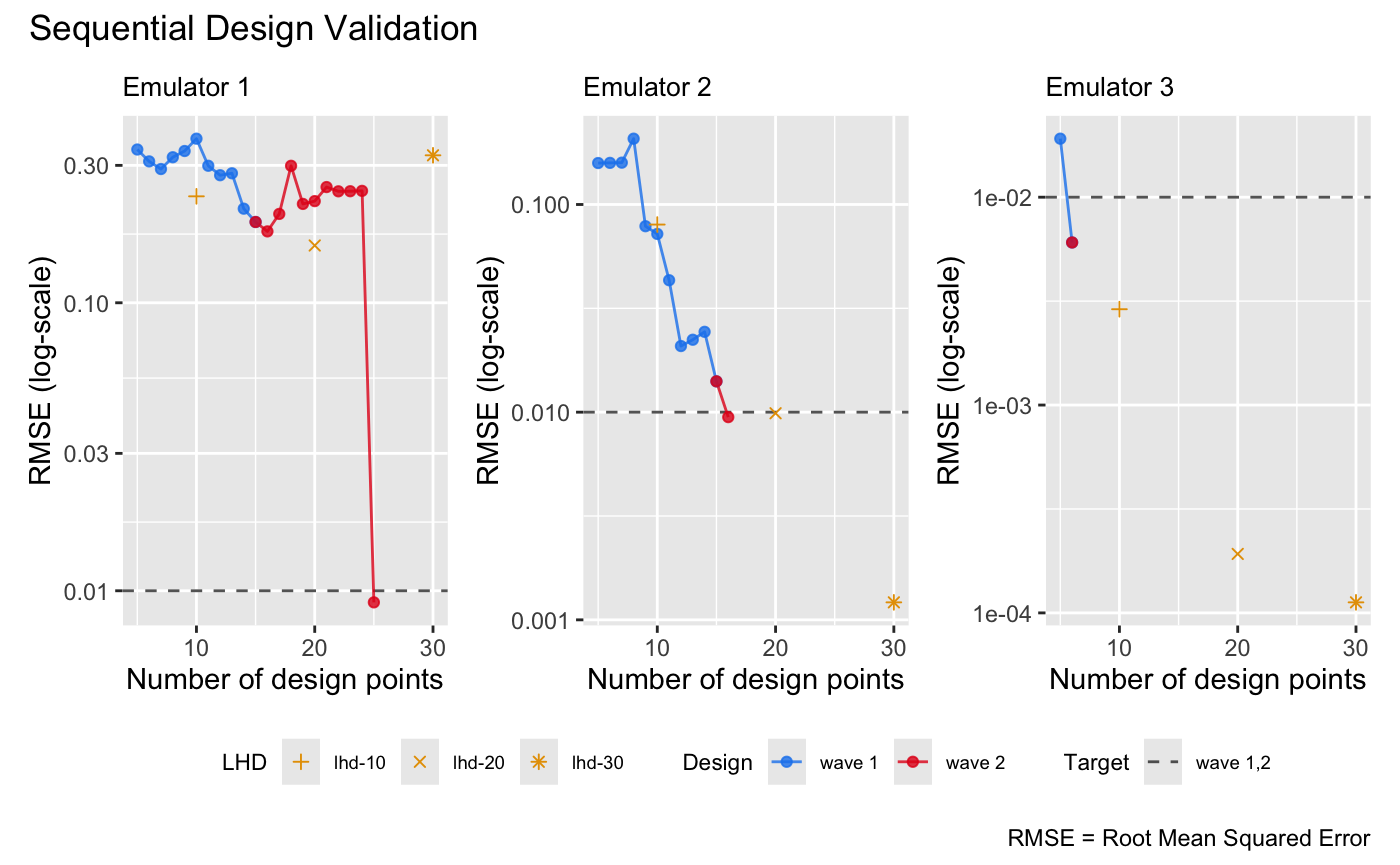 Sequential Design Validation
Emulator 1
Emulator 2
Emulator 3
RMSE (log-scale)
0.30
0.10
0.03
0.01
10 20 30
Number of design points
RMSE (log-scale)
0.100
0.010
0.001
10 20 30
Number of design points
RMSE (log-scale)
1e-02
1e-03
1e-04
10 20 30
Number of design points
LHD lhd-10 lhd-20 lhd-30 Design wave 1 wave 2 Target wave 1,2
RMSE = Root Mean Squared Error